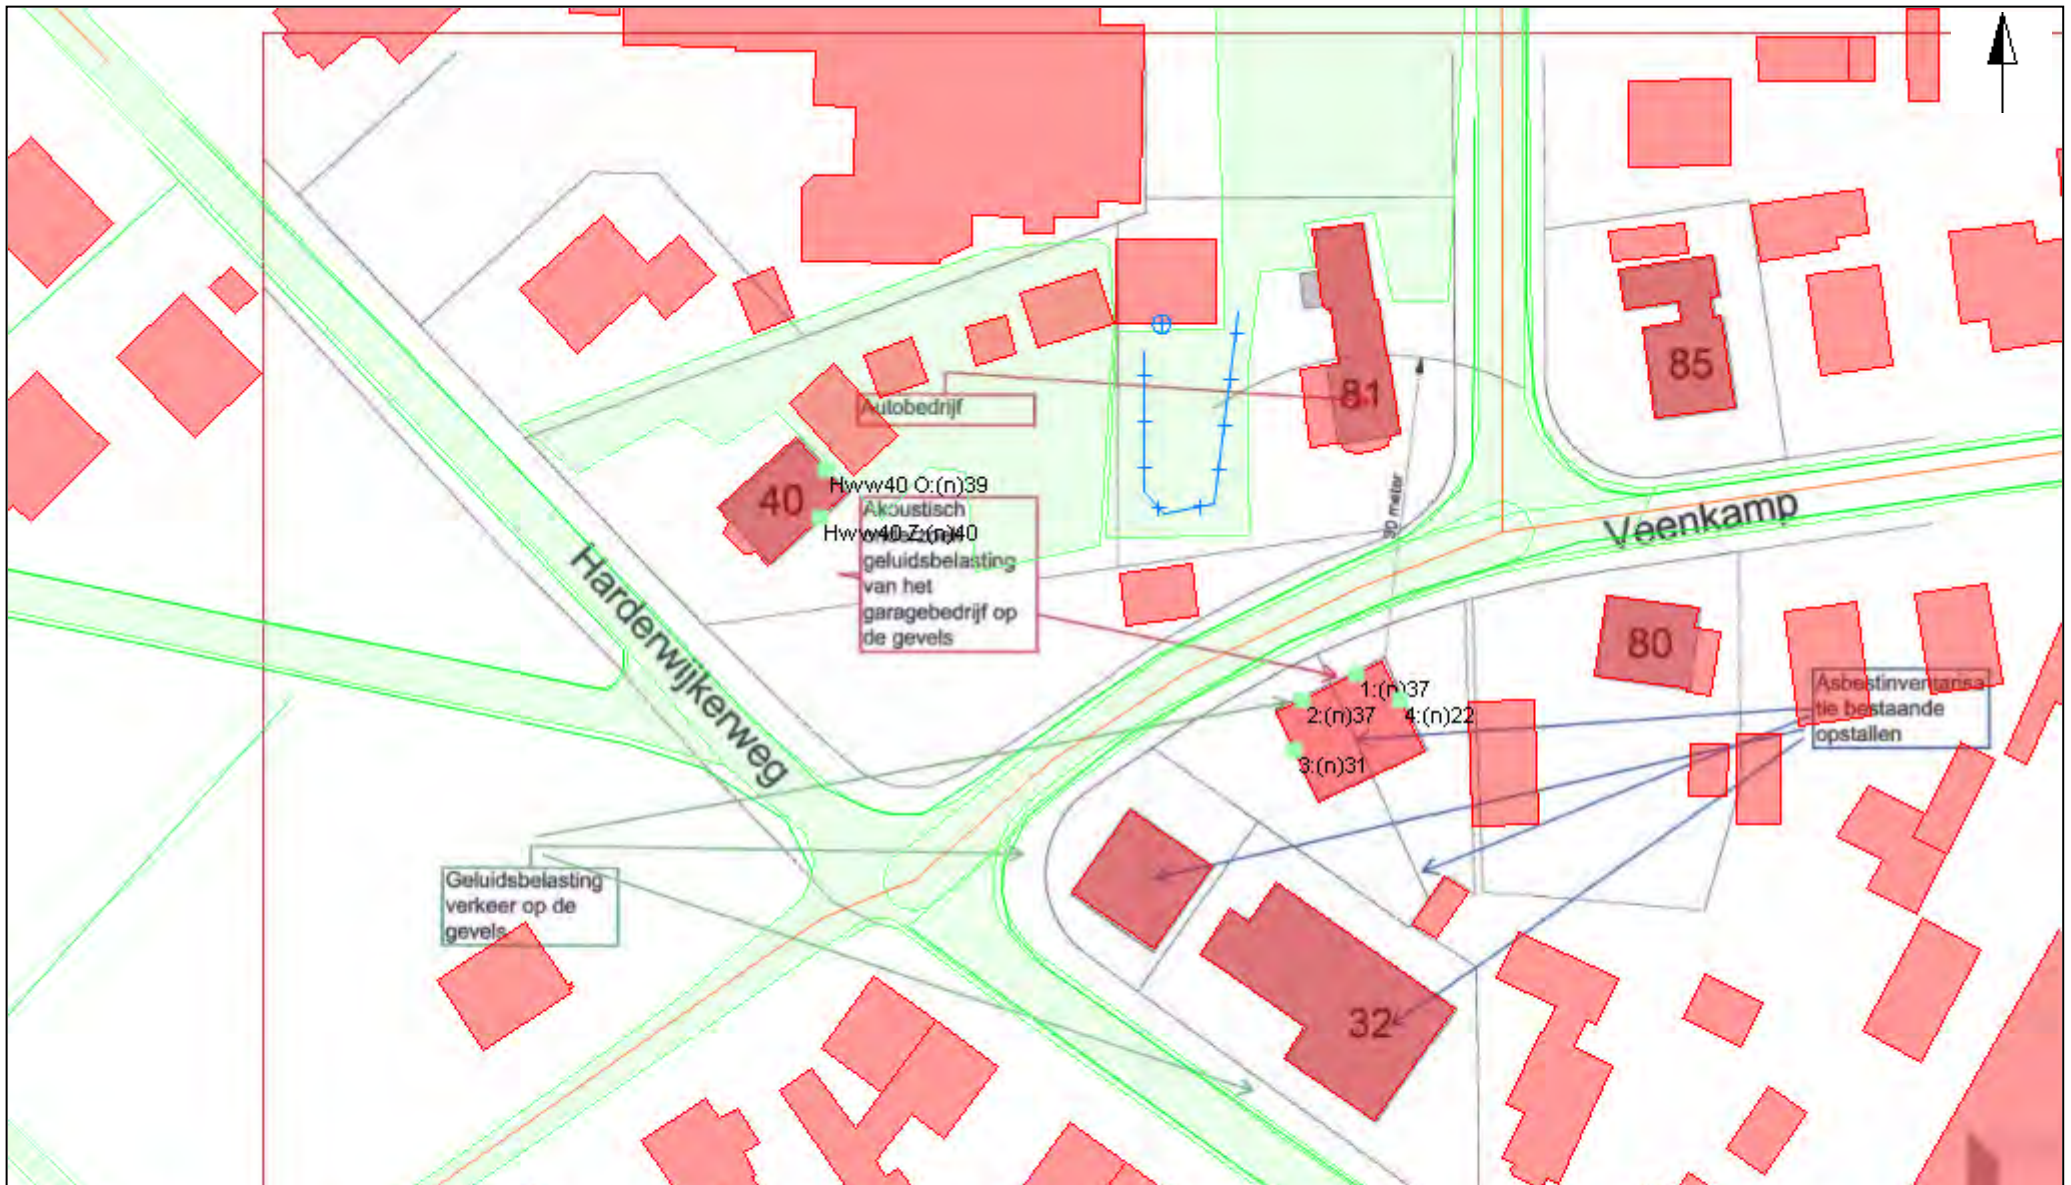 81
85
Autobedrijf
40
Hww40 O:(n)39
Akoustisch
Hww40 Z:(n)40
geluidsbelasting
van het
garagebedrijf op
de gevels
30 meter
Veenkamp
Harderwijkerweg
80
1:(n)37
2:(n)37
4:(n)22
3:(n)31
Asbestinventarisa
tie bestaande
opstallen
Geluidsbelasting
verkeer op de
gevels
32